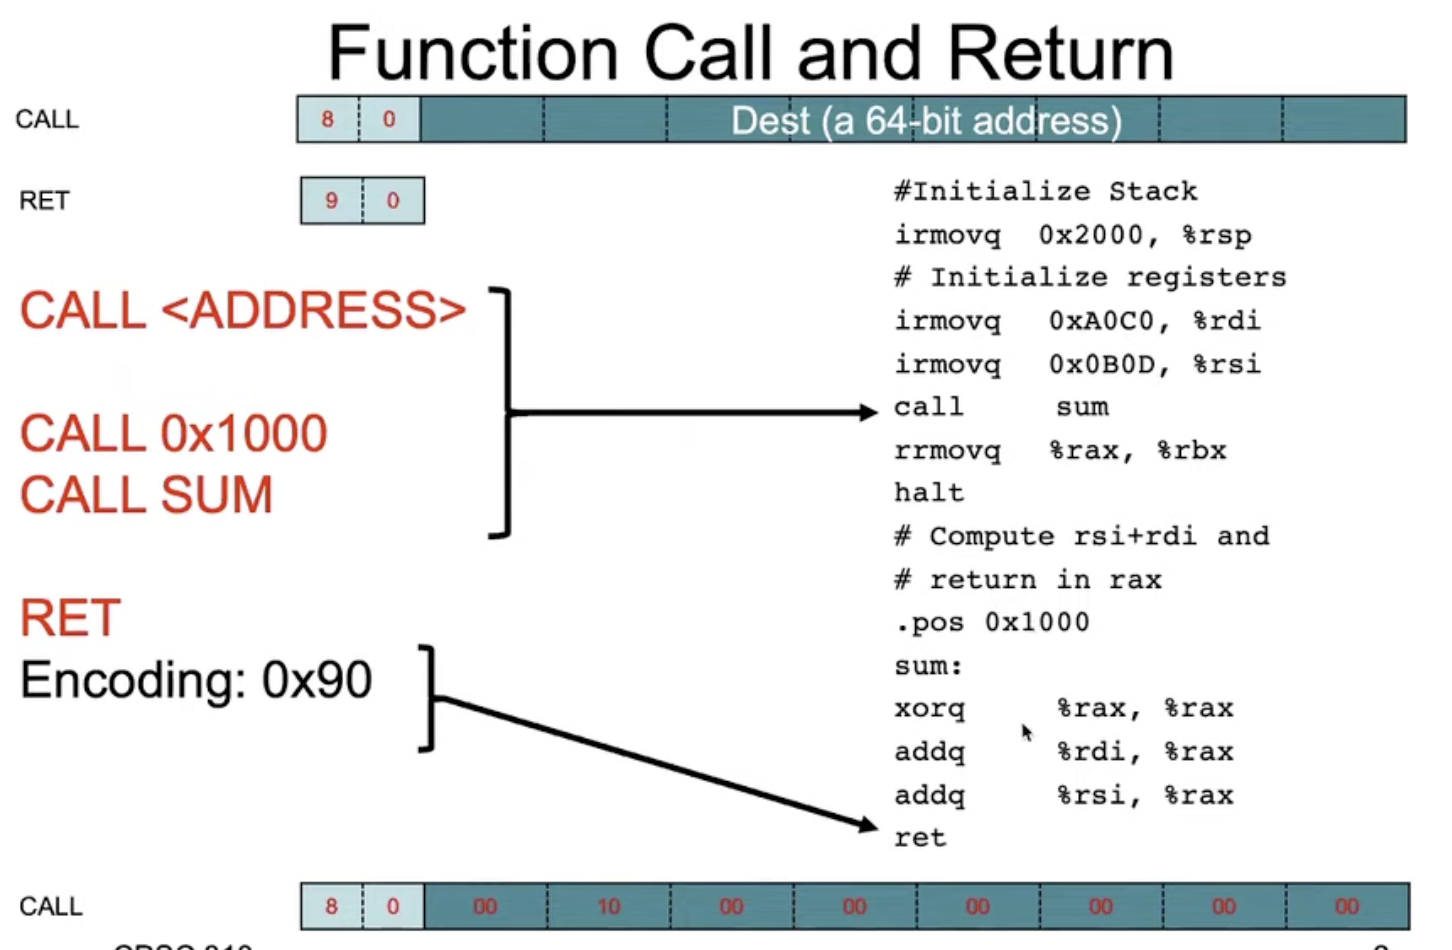 Function Call and Return
CALL 8 0 Dest (a 64-bit address)
RET 9 0
CALL <ADDRESS>
CALL 0x1000
CALL SUM
RET
Encoding: 0x90
#Initialize Stack
irmovq 0x2000, %rsp
# Initialize registers
irmovq 0xA0C0, %rdi
irmovq 0x0B0D, %rsi
call sum
rrmovq %rax, %rbx
halt
# Compute rsi+rdi and
# return in rax
.pos 0x1000
sum:
xorq %rax, %rax
addq %rdi, %rax
addq %rsi, %rax
ret
CALL 8 0 00 10 00 00 00 00 00 00